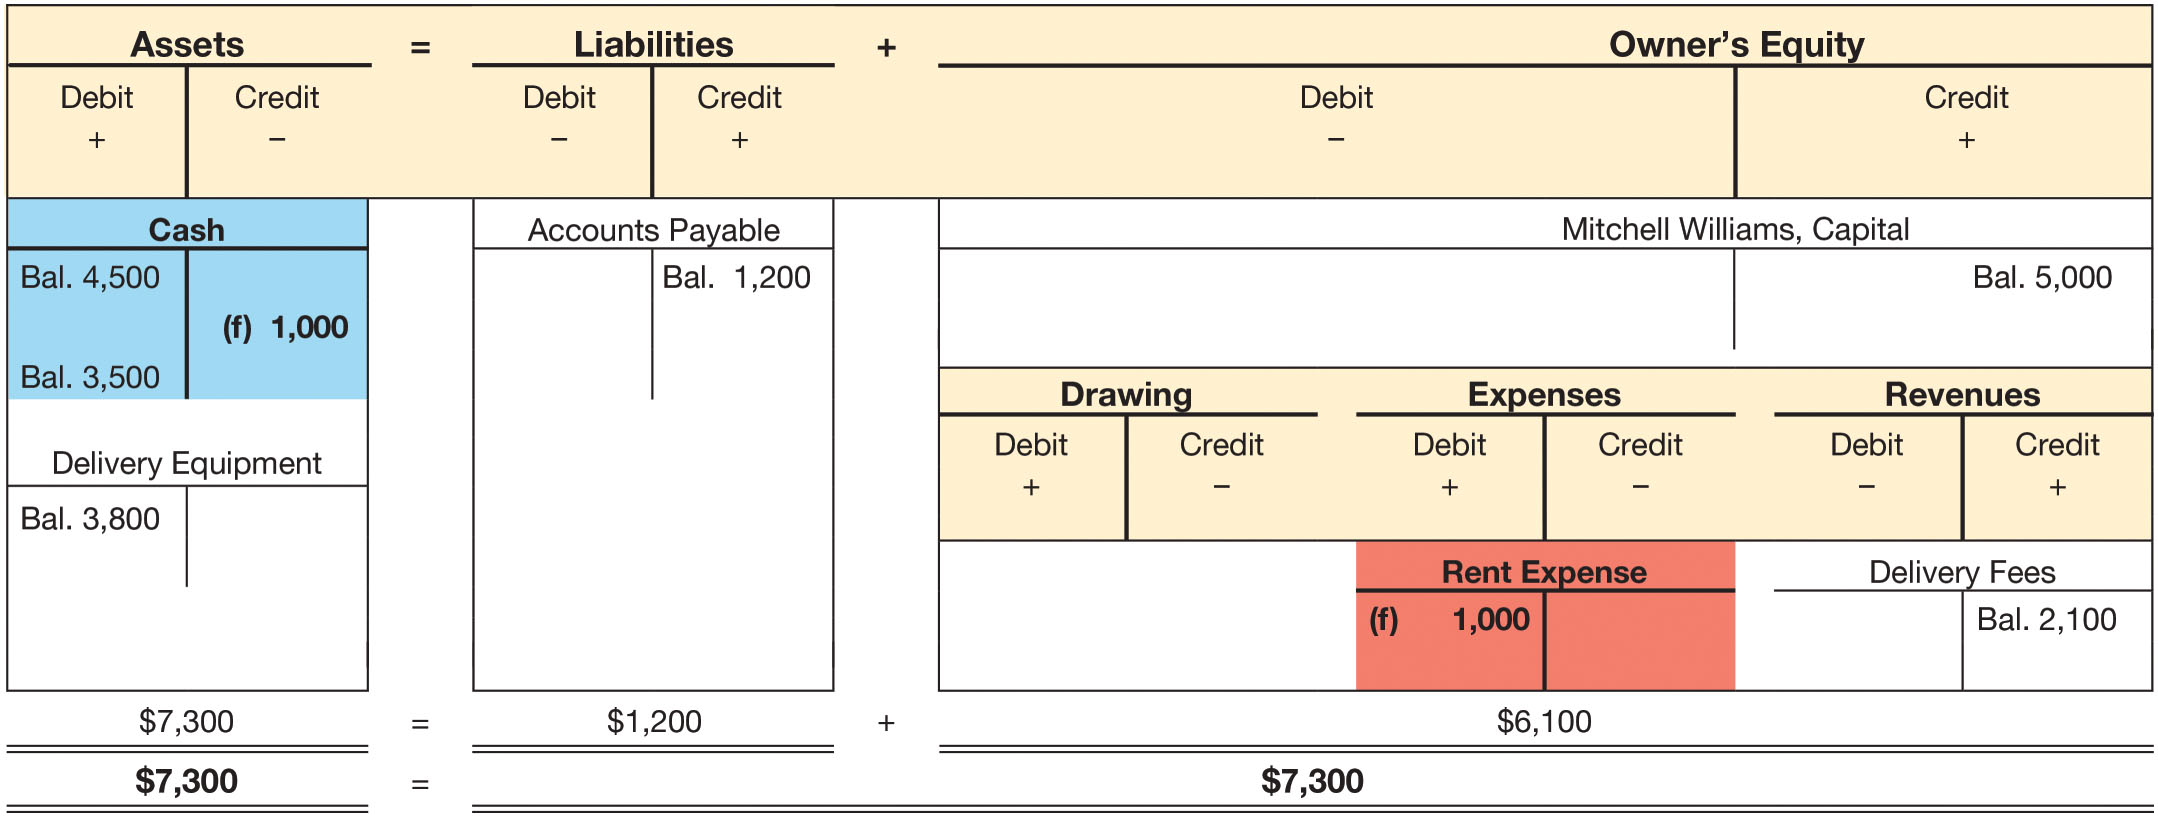 Assets = Liabilities + Owner’s Equity
Debit Credit Debit Credit Debit Credit
+ − − + − +
Cash Accounts Payable Mitchell Williams, Capital
Bal. 4,500 Bal. 1,200 Bal. 5,000
(f) 1,000
Bal. 3,500
Drawing Expenses Revenues
Debit Credit Debit Credit Debit Credit
+ − + − − +
Delivery Equipment
Bal. 3,800
Rent Expense Delivery Fees
(f) 1,000 Bal. 2,100
$7,300 = $1,200 + $6,100
$7,300 = $7,300